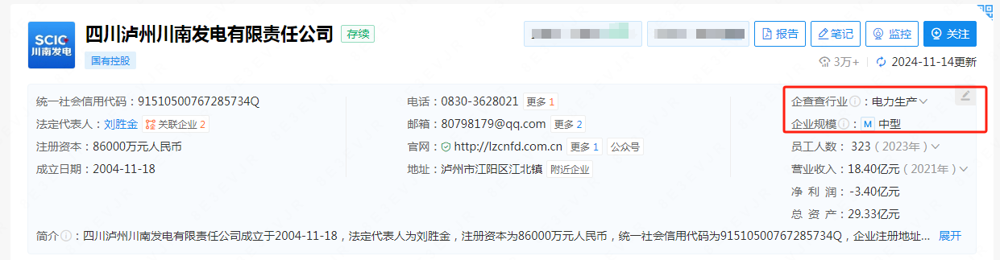 SCIC
川南发电
四川泸州川南发电有限责任公司 存续
国有控股
报告 笔记 监控 关注
3万+ 2024-11-14更新
统一社会信用代码：91510500767285734Q
法定代表人：刘胜金 关联企业 2
注册资本：86000万元人民币
成立日期：2004-11-18
电话：0830-3628021 更多 1
邮箱：80798179@qq.com 更多 2
官网：http://lzcnfd.com.cn 更多 1 公众号
地址：泸州市江阳区江北镇 附近企业
企查查行业：电力生产
企业规模：M 中型
员工人数：323（2023年）
营业收入：18.40亿元（2021年）
净利润：-3.40亿元
总资产：29.33亿元
简介：四川泸州川南发电有限责任公司成立于2004-11-18，法定代表人为刘胜金，注册资本为86000万元人民币，统一社会信用代码为91510500767285734Q，企业注册地址... 展开